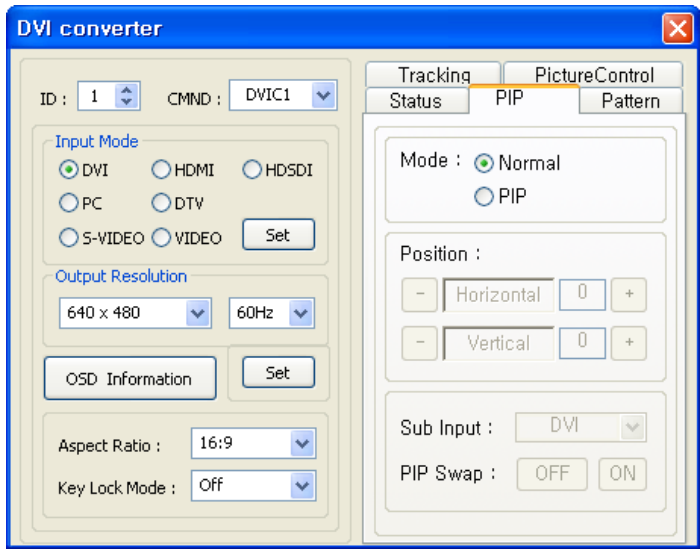 DVI converter
ID : 1 CMND : DVIC1
Input Mode
DVI HDMI HDSDI
PC DTV
S-VIDEO VIDEO Set
Output Resolution
640 x 480 60Hz
OSD Information Set
Aspect Ratio : 16:9
Key Lock Mode : Off
Tracking PictureControl
Status PIP Pattern
Mode : Normal
PIP
Position :
- Horizontal 0 +
- Vertical 0 +
Sub Input : DVI
PIP Swap : OFF ON